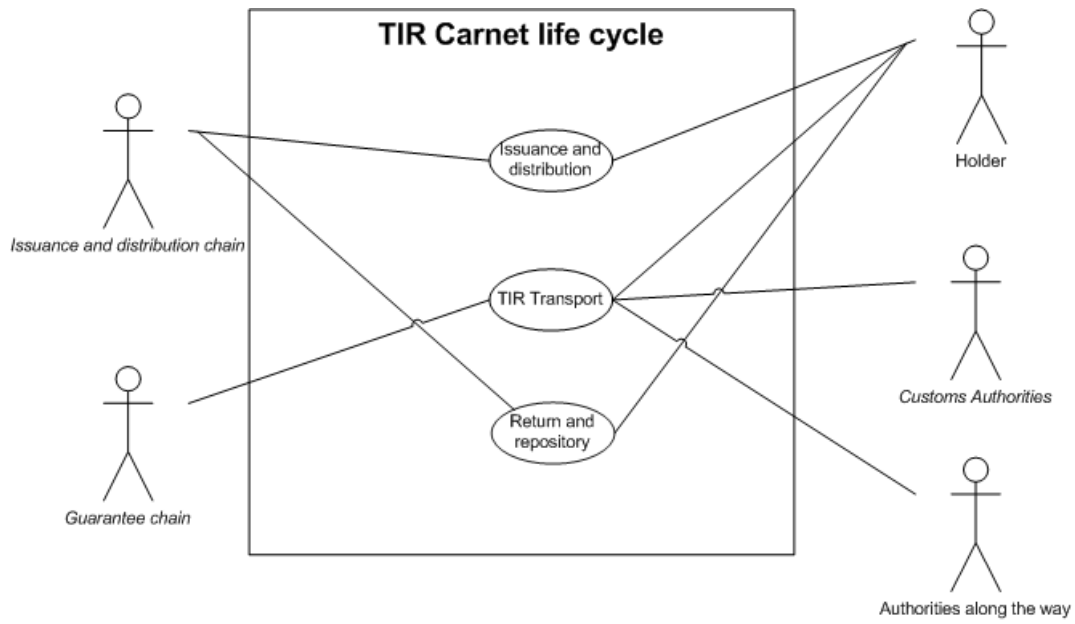 TIR Carnet life cycle
Issuance and
distribution
Holder
Issuance and distribution chain
TIR Transport
Customs Authorities
Return and
repository
Guarantee chain
Authorities along the way